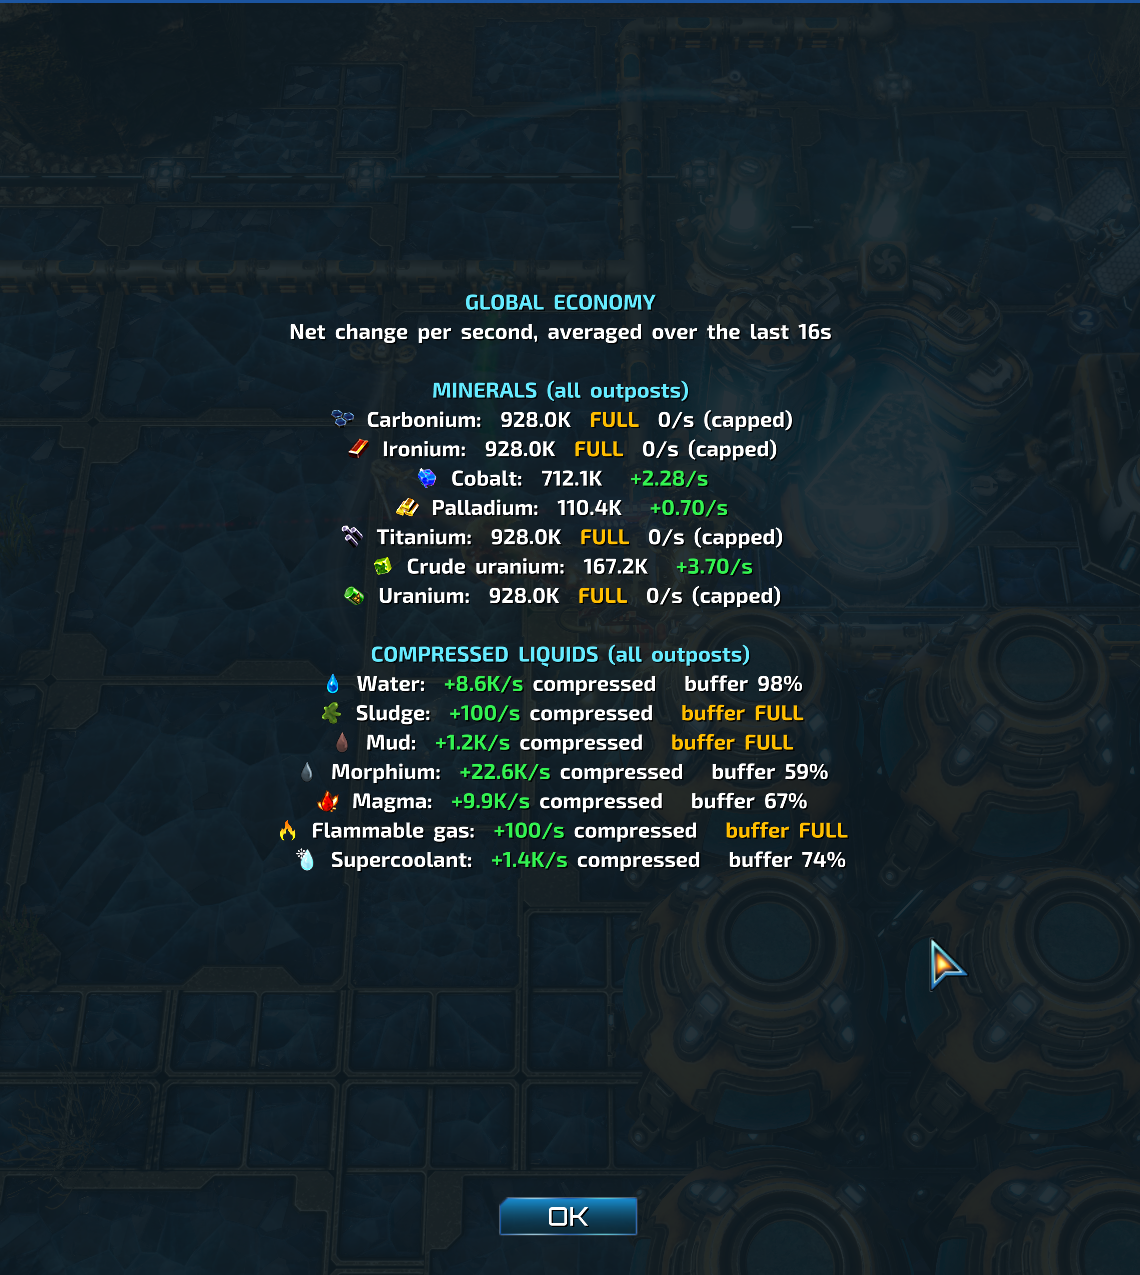 GLOBAL ECONOMY
Net change per second, averaged over the last 16s
MINERALS (all outposts)
Carbonium: 928.0K FULL 0/s (capped)
Ironium: 928.0K FULL 0/s (capped)
Cobalt: 712.1K +2.28/s
Palladium: 110.4K +0.70/s
Titanium: 928.0K FULL 0/s (capped)
Crude uranium: 167.2K +3.70/s
Uranium: 928.0K FULL 0/s (capped)
COMPRESSED LIQUIDS (all outposts)
Water: +8.6K/s compressed buffer 98%
Sludge: +100/s compressed buffer FULL
Mud: +1.2K/s compressed buffer FULL
Morphium: +22.6K/s compressed buffer 59%
Magma: +9.9K/s compressed buffer 67%
Flammable gas: +100/s compressed buffer FULL
Supercoolant: +1.4K/s compressed buffer 74%
OK